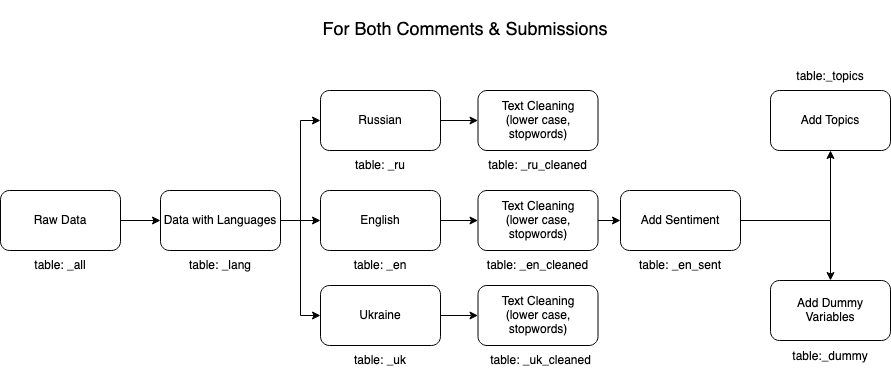 For Both Comments & Submissions
table:_topics
Add Topics
Russian
table: _ru
Text Cleaning
(lower case,
stopwords)
table: _ru_cleaned
Raw Data
table: _all
Data with Languages
table: _lang
English
table: _en
Text Cleaning
(lower case,
stopwords)
table: _en_cleaned
Add Sentiment
table: _en_sent
Ukraine
table: _uk
Text Cleaning
(lower case,
stopwords)
table: _uk_cleaned
Add Dummy
Variables
table:_dummy